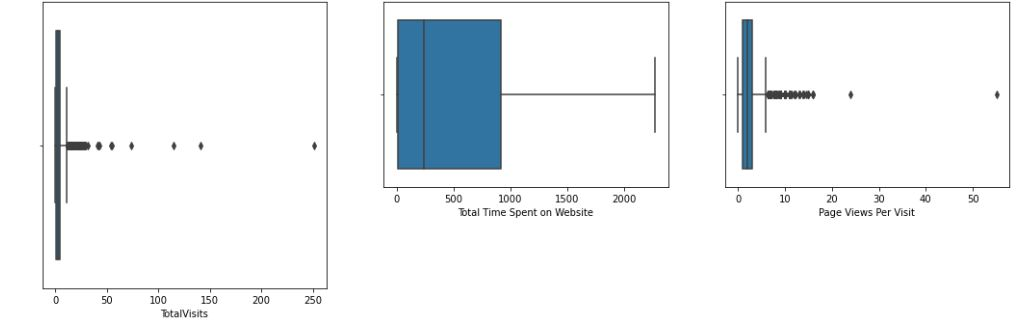 0 50 100 150 200 250
TotalVisits
0 500 1000 1500 2000
Total Time Spent on Website
0 10 20 30 40 50
Page Views Per Visit